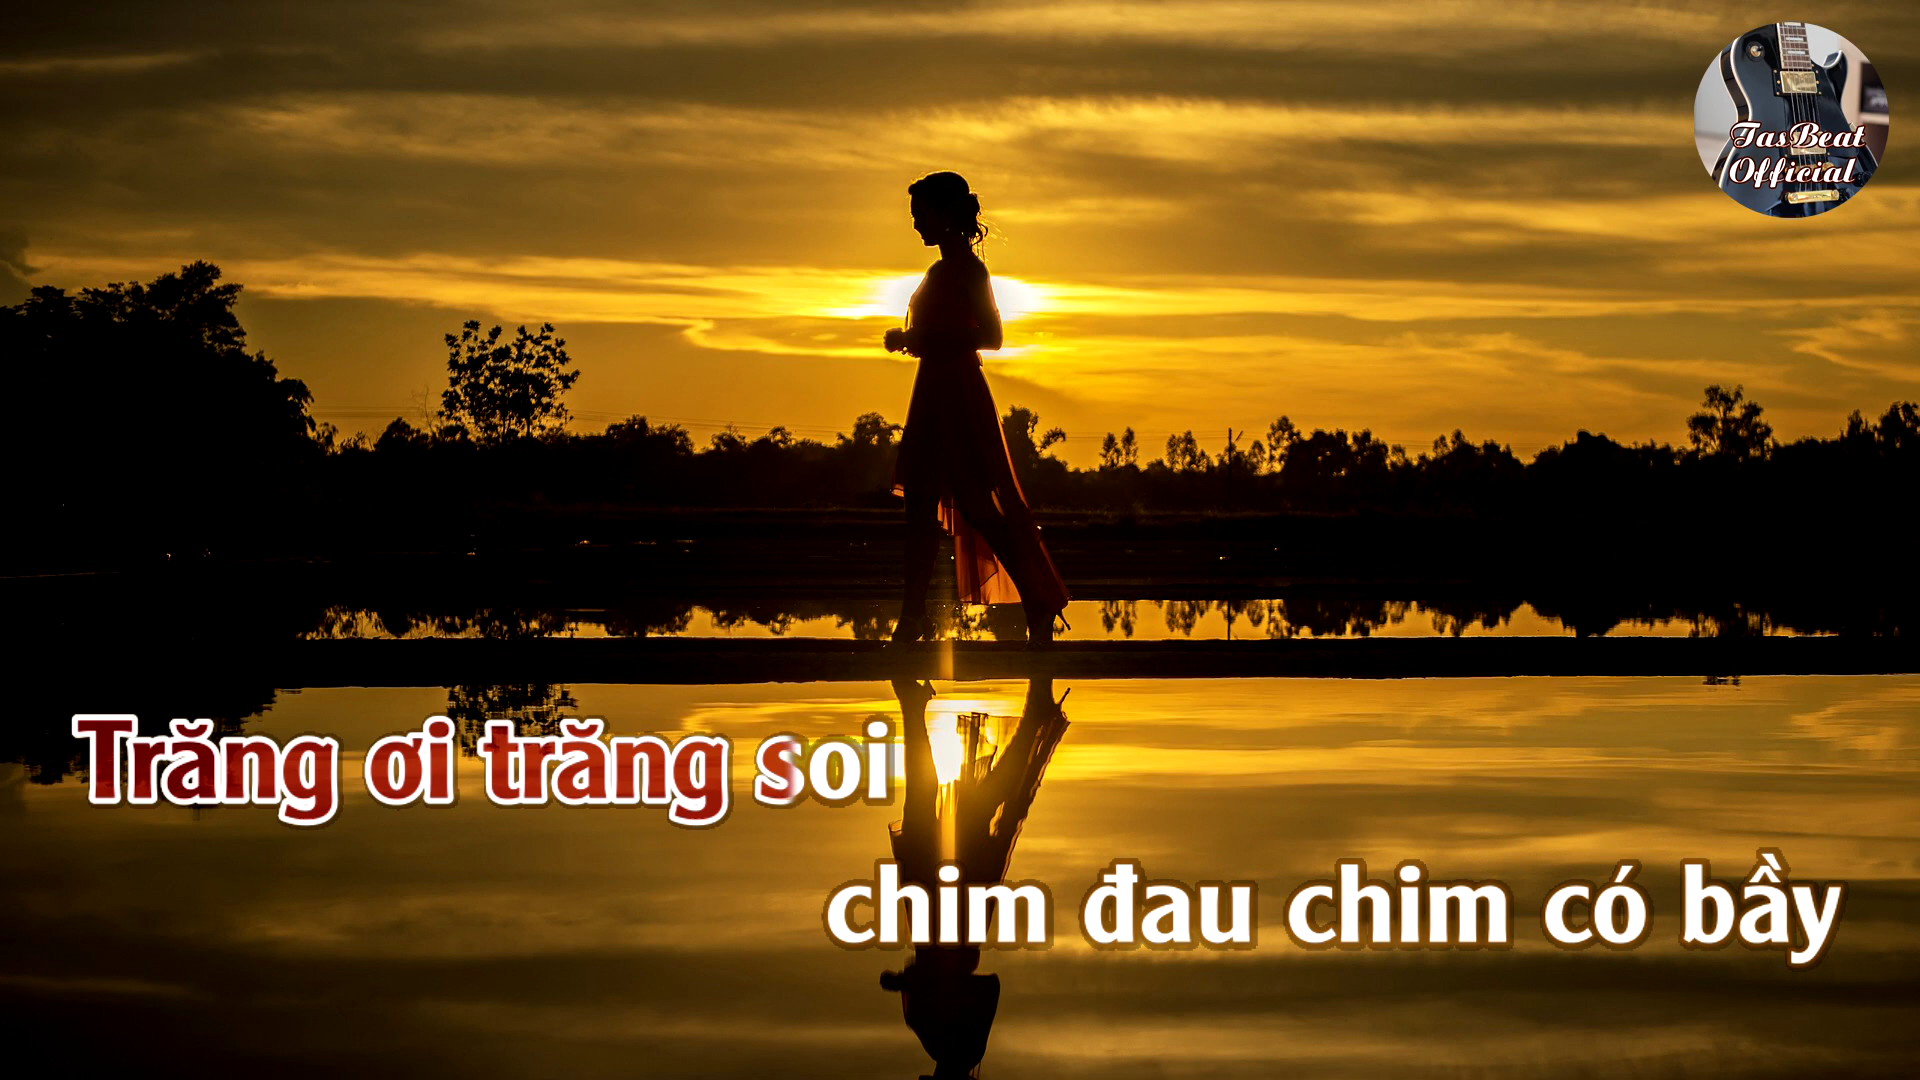 TasBeat
Official
Trăng ơi trăng soi
chim đau chim có bầy